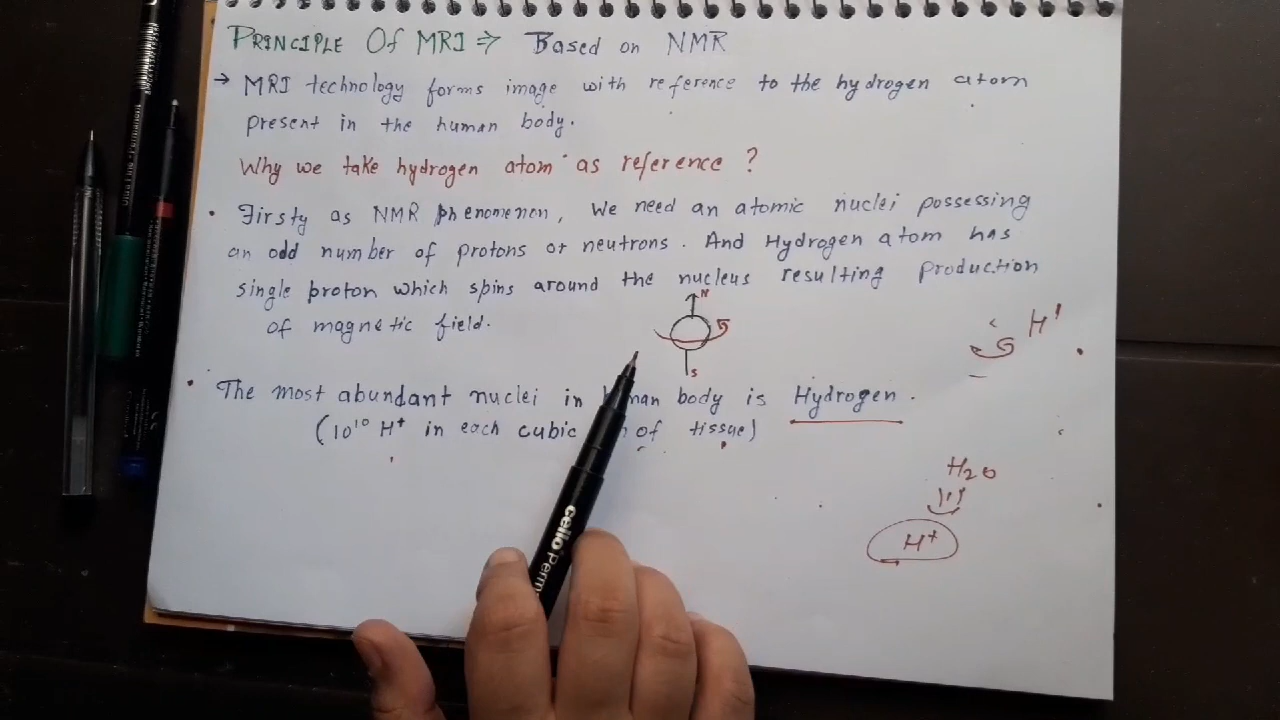 PRINCIPLE OF MRI ⇒ Based on NMR
→ MRI technology forms image with reference to the hydrogen atom
present in the human body.
Why we take hydrogen atom as reference ?
• Firsty as NMR phenomenon, We need an atomic nuclei possessing
an odd number of protons or neutrons. And Hydrogen atom has
single proton which spins around the nucleus resulting production
of magnetic field.
N
S
H¹
• The most abundant nuclei in human body is Hydrogen.
(10¹⁰ H⁺ in each cubic of tissue)
H₂O
H⁺
cello Perm